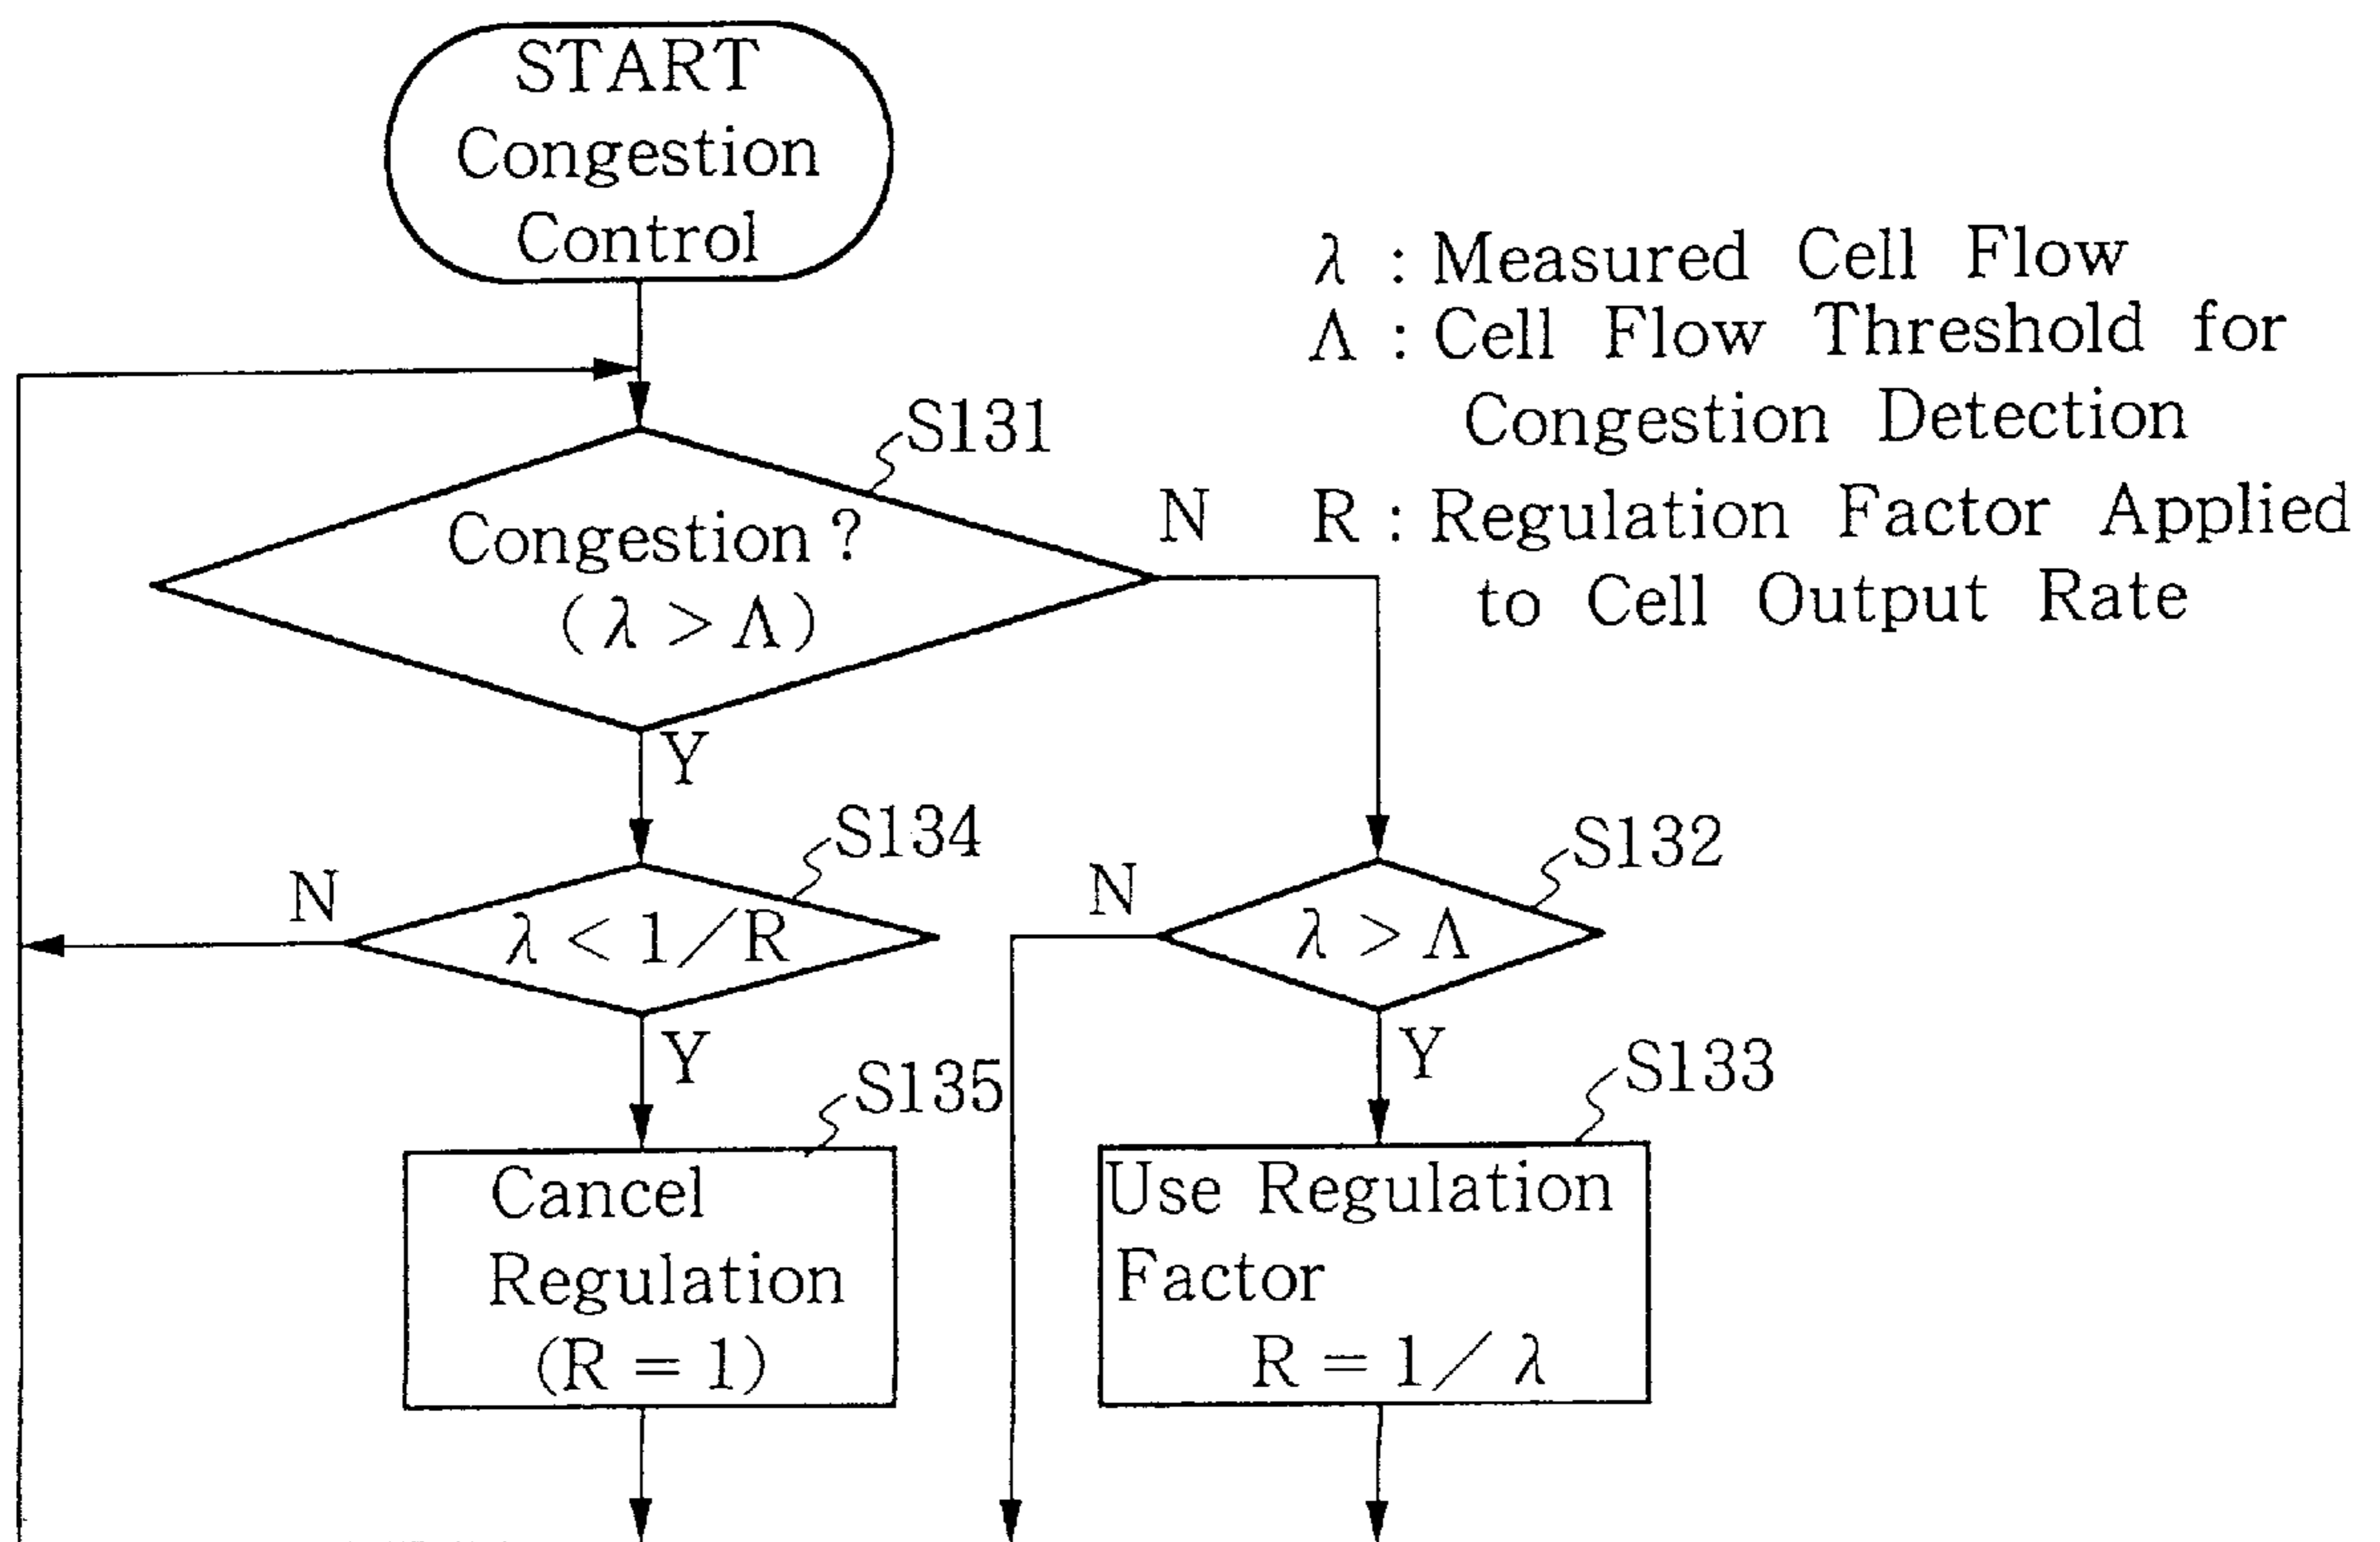 START
Congestion
Control
λ : Measured Cell Flow
Λ : Cell Flow Threshold for
Congestion Detection
R : Regulation Factor Applied
to Cell Output Rate
S131
Congestion ?
( λ > Λ )
N
Y
S134
λ < 1／R
N
Y
S132
λ > Λ
N
Y
S135
Cancel
Regulation
(R = 1)
S133
Use Regulation
Factor
R = 1／ λ